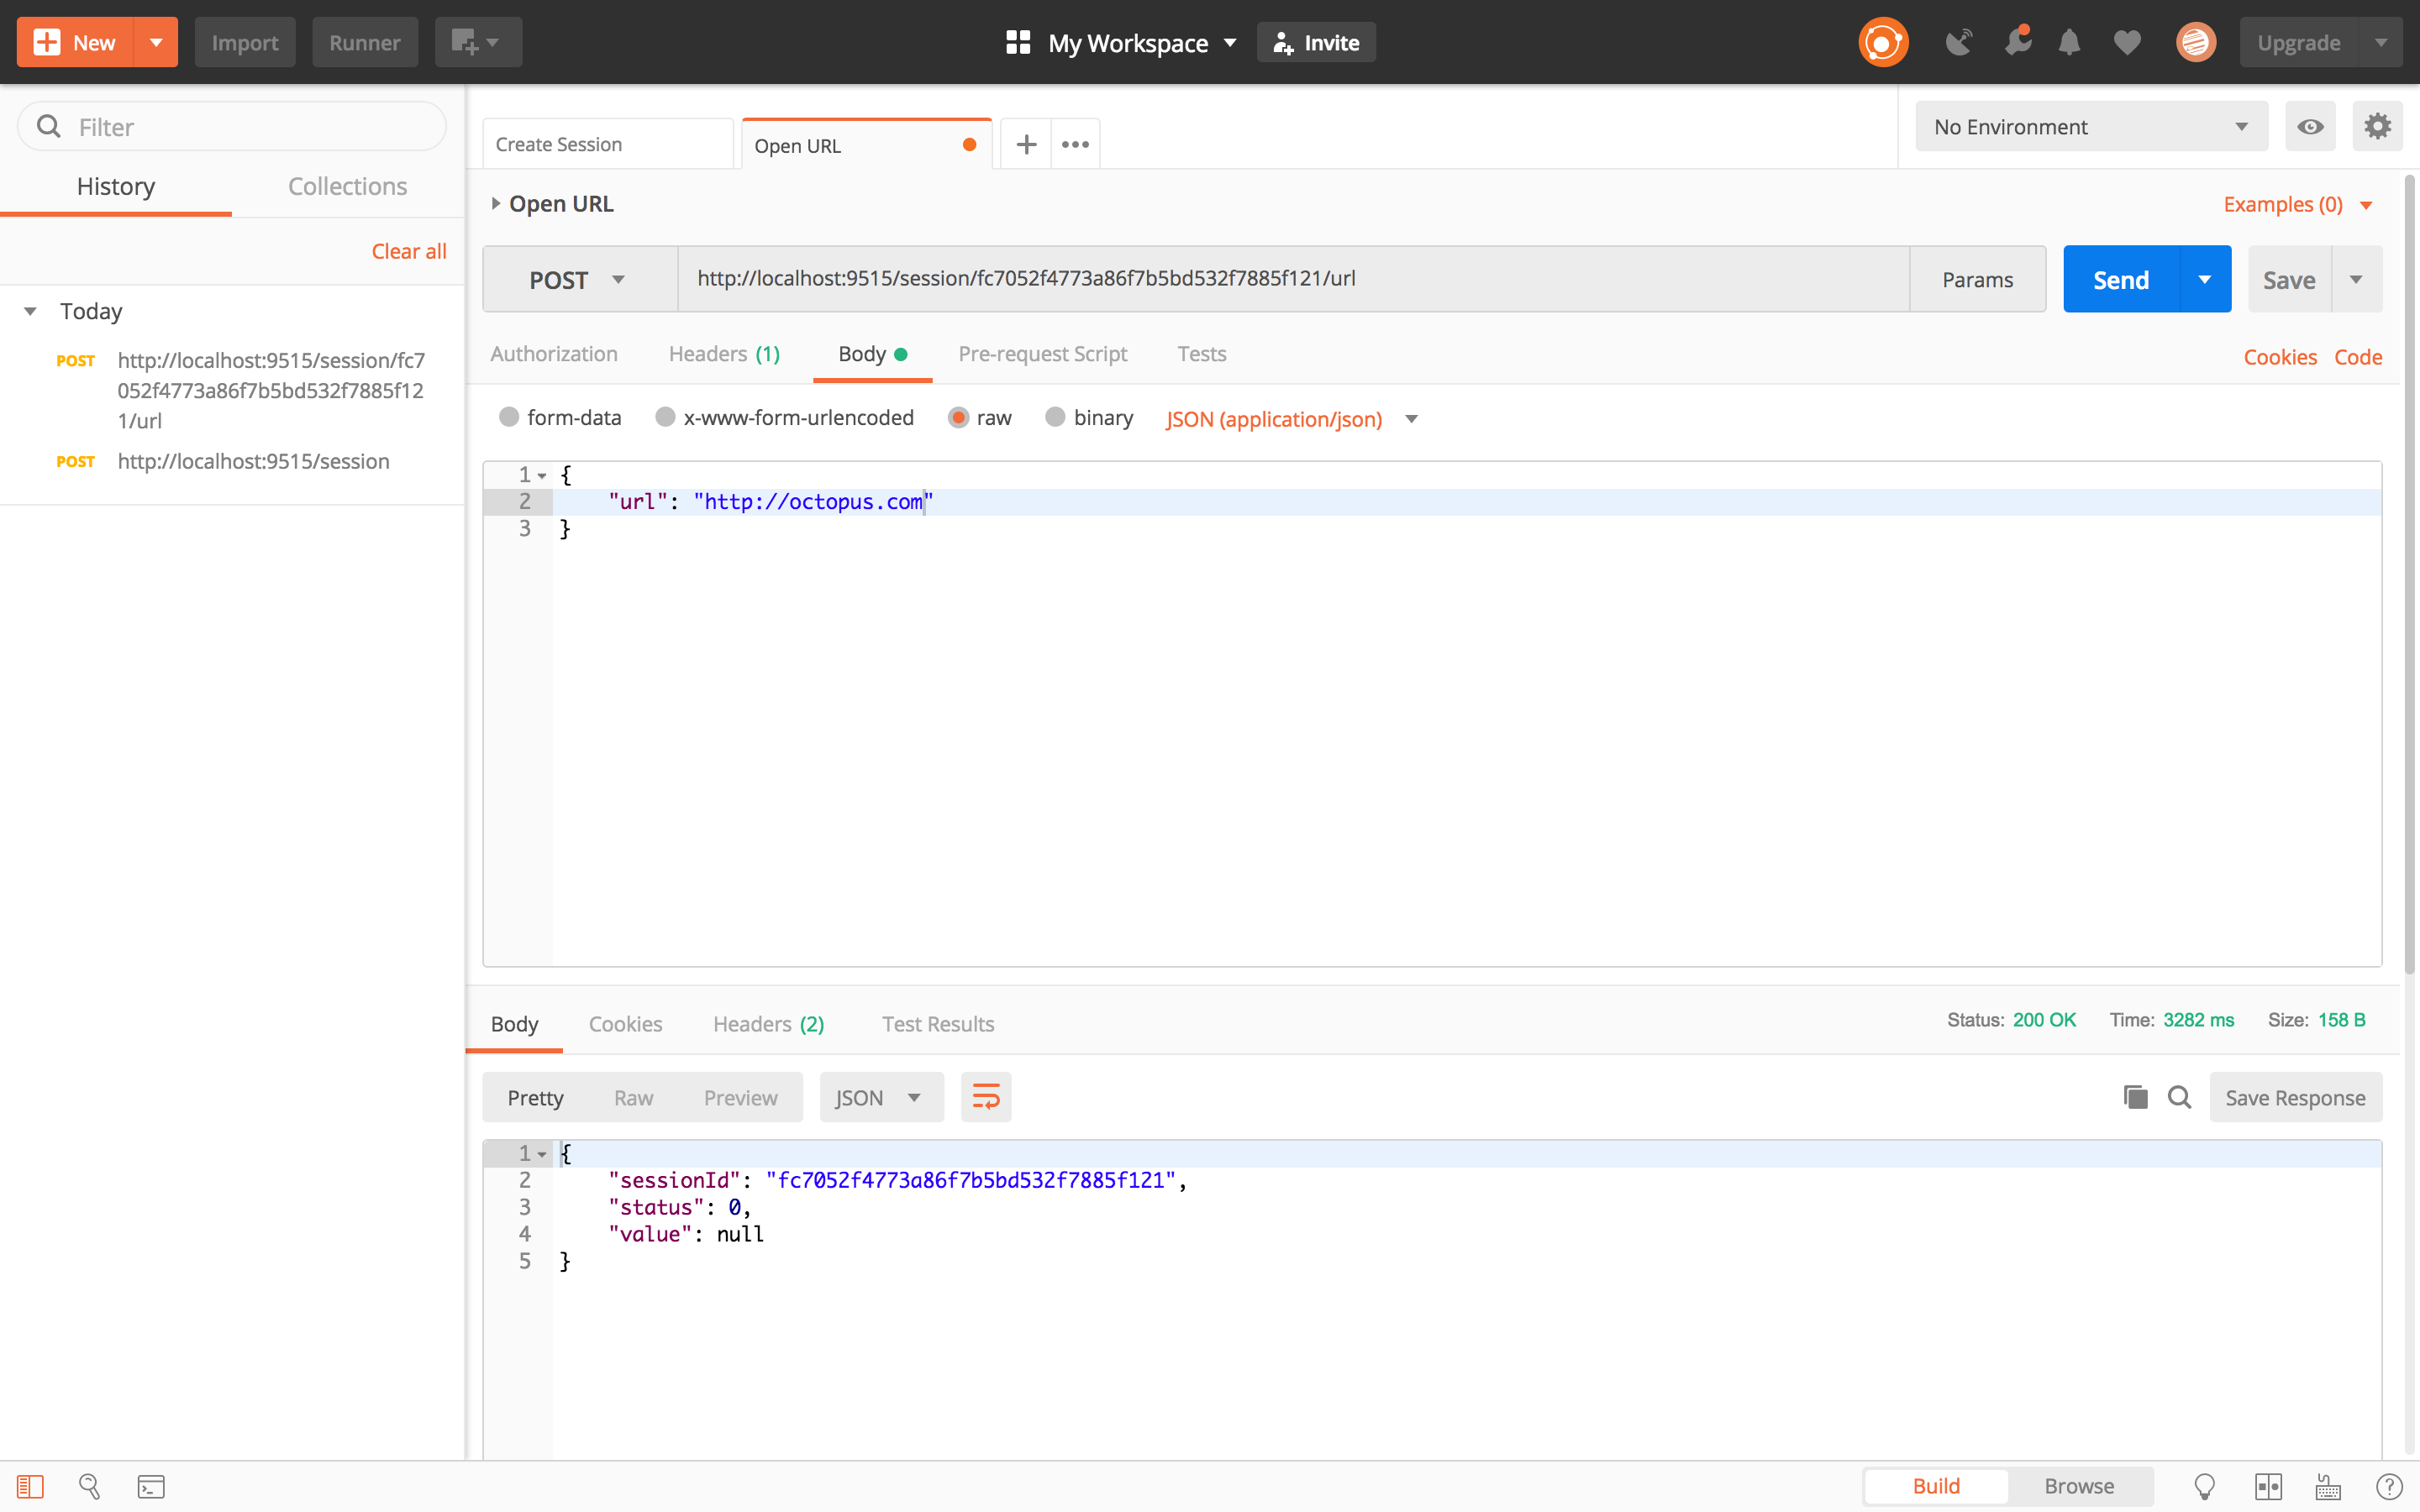 New Import Runner My Workspace Invite Upgrade
Filter
History Collections
Clear all
Today
POST http://localhost:9515/session/fc7
052f4773a86f7b5bd532f7885f12
1/url
POST http://localhost:9515/session
Create Session Open URL No Environment
Open URL Examples (0)
POST http://localhost:9515/session/fc7052f4773a86f7b5bd532f7885f121/url Params Send Save
Authorization Headers (1) Body Pre-request Script Tests Cookies Code
form-data x-www-form-urlencoded raw binary JSON (application/json)
1 {
2 "url": "http://octopus.com"
3 }
Body Cookies Headers (2) Test Results Status: 200 OK Time: 3282 ms Size: 158 B
Pretty Raw Preview JSON Save Response
1 {
2 "sessionId": "fc7052f4773a86f7b5bd532f7885f121",
3 "status": 0,
4 "value": null
5 }
Build Browse